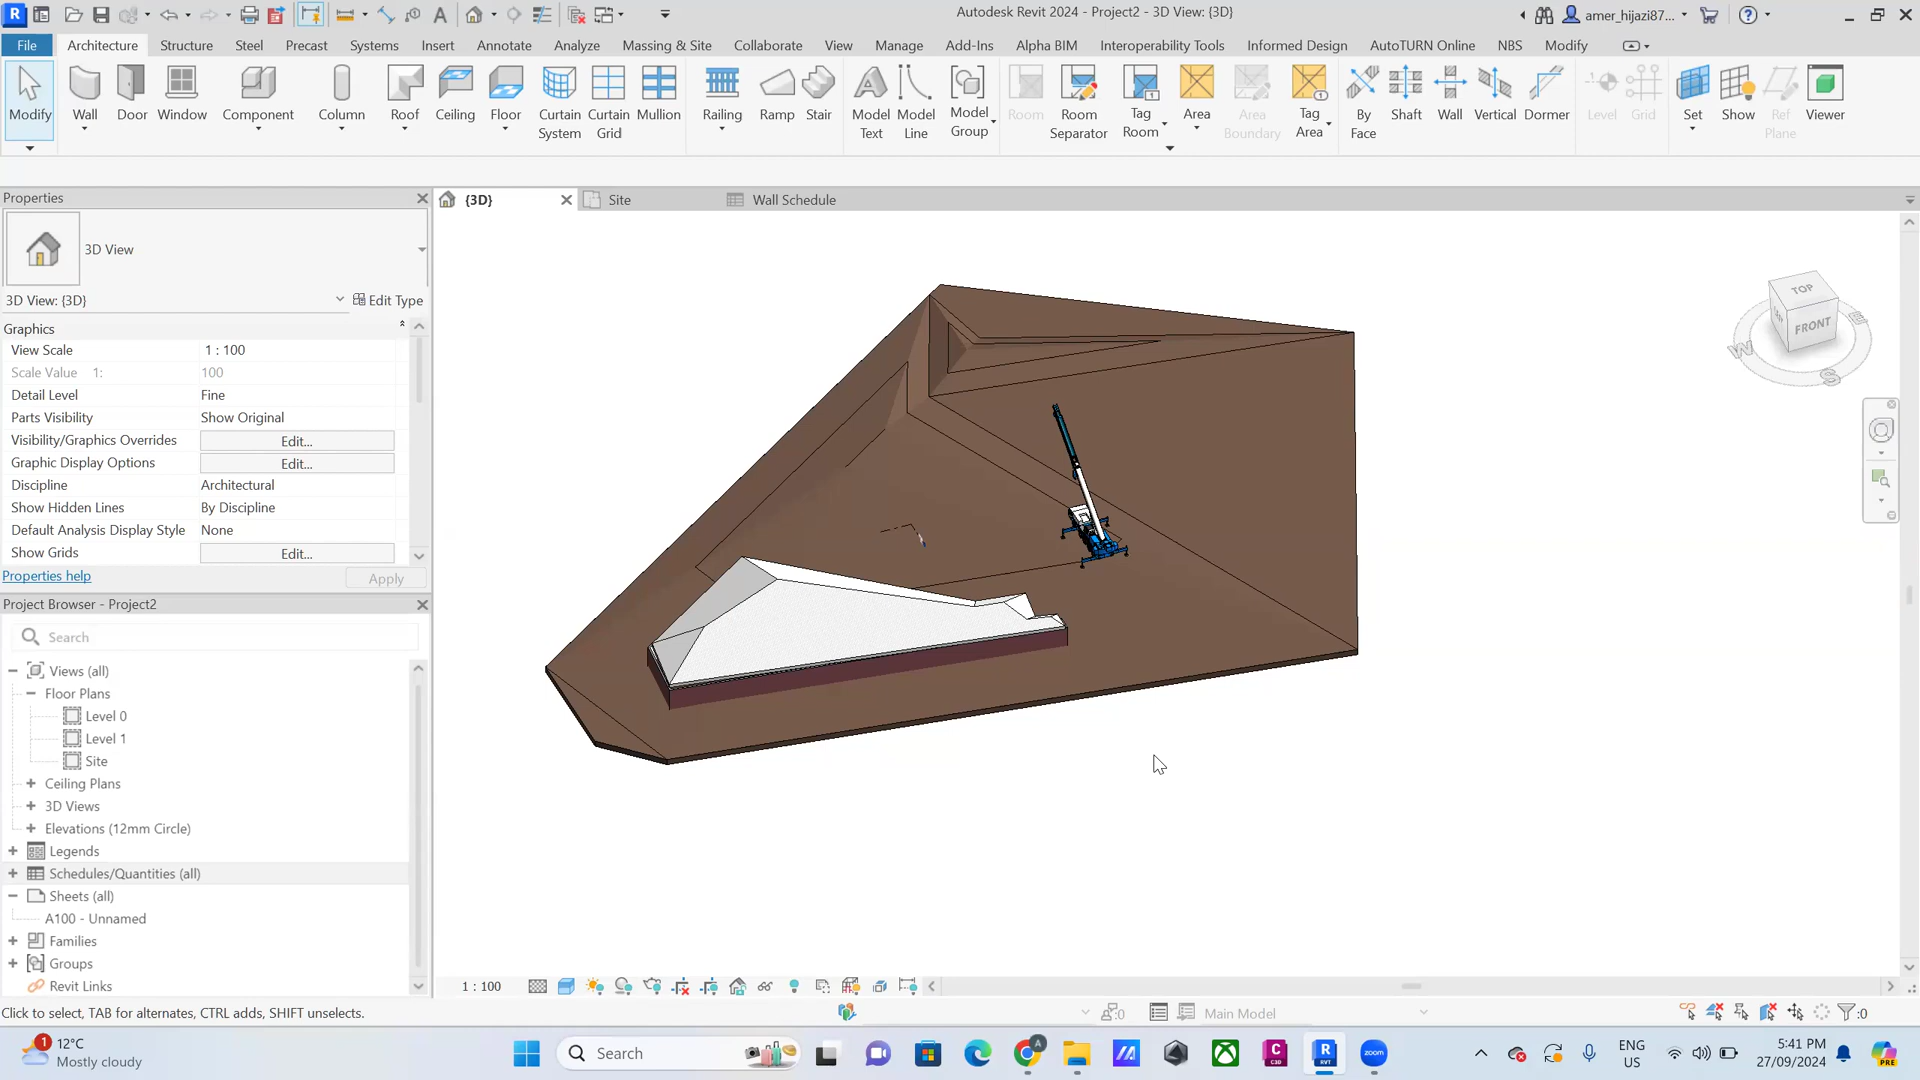 Autodesk Revit 2024 - Project2 - 3D View: {3D}
amer_hijazi87...
File Architecture Structure Steel Precast Systems Insert Annotate Analyze Massing & Site Collaborate View Manage Add-Ins Alpha BIM Interoperability Tools Informed Design AutoTURN Online NBS Modify
Modify Wall Door Window Component Column Roof Ceiling Floor Curtain System Curtain Grid Mullion Railing Ramp Stair Model Text Model Line Model Group Room Room Separator Tag Room Area Area Boundary Tag Area By Face Shaft Wall Vertical Dormer Level Grid Set Show Ref Plane Viewer
Properties
{3D} Site Wall Schedule
3D View
3D View: {3D} Edit Type
Graphics
View Scale 1 : 100
Scale Value 1: 100
Detail Level Fine
Parts Visibility Show Original
Visibility/Graphics Overrides Edit...
Graphic Display Options Edit...
Discipline Architectural
Show Hidden Lines By Discipline
Default Analysis Display Style None
Show Grids Edit...
Properties help Apply
TOP
FRONT
W
S
E
Project Browser - Project2
Search
Views (all)
Floor Plans
Level 0
Level 1
Site
Ceiling Plans
3D Views
Elevations (12mm Circle)
Legends
Schedules/Quantities (all)
Sheets (all)
A100 - Unnamed
Families
Groups
Revit Links
1 : 100
Click to select, TAB for alternates, CTRL adds, SHIFT unselects.
:0
Main Model
:0
1
12°C
Mostly cloudy
Search
A
zoom
ENG
US
5:41 PM
27/09/2024
PRE